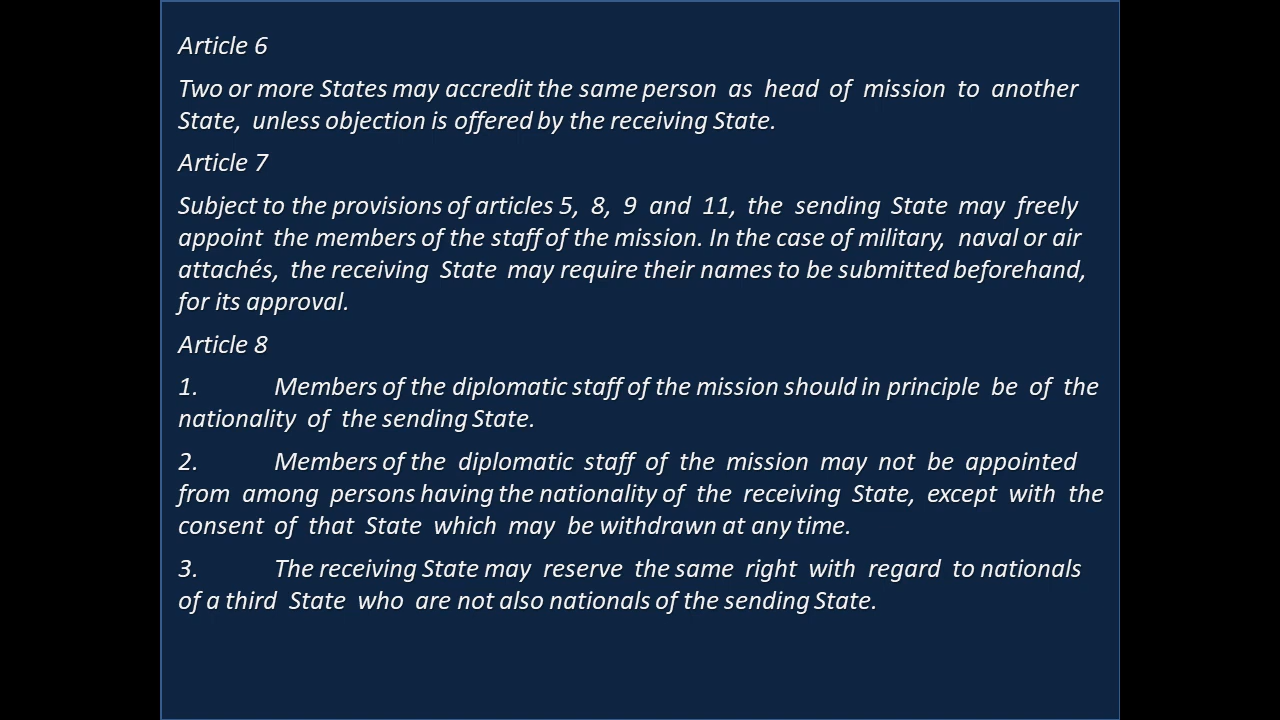 Article 6
Two or more States may accredit the same person as head of mission to another
State, unless objection is offered by the receiving State.
Article 7
Subject to the provisions of articles 5, 8, 9 and 11, the sending State may freely
appoint the members of the staff of the mission. In the case of military, naval or air
attachés, the receiving State may require their names to be submitted beforehand,
for its approval.
Article 8
1. Members of the diplomatic staff of the mission should in principle be of the
nationality of the sending State.
2. Members of the diplomatic staff of the mission may not be appointed
from among persons having the nationality of the receiving State, except with the
consent of that State which may be withdrawn at any time.
3. The receiving State may reserve the same right with regard to nationals
of a third State who are not also nationals of the sending State.